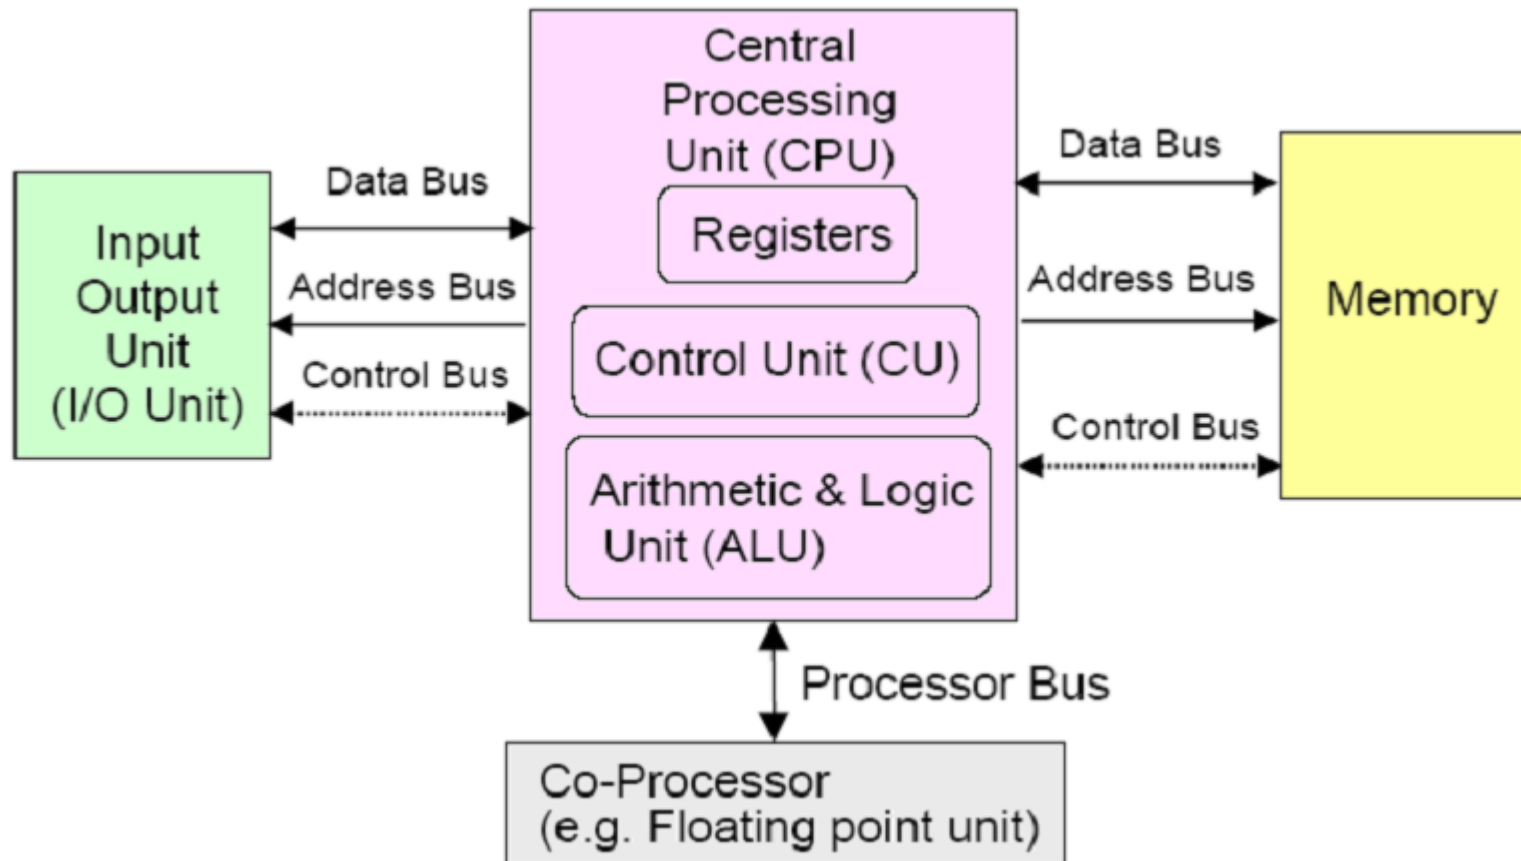 Central
Processing
Unit (CPU)
Registers
Control Unit (CU)
Arithmetic & Logic
Unit (ALU)
Input
Output
Unit
(I/O Unit)
Data Bus
Address Bus
Control Bus
Data Bus
Address Bus
Control Bus
Memory
Processor Bus
Co-Processor
(e.g. Floating point unit)